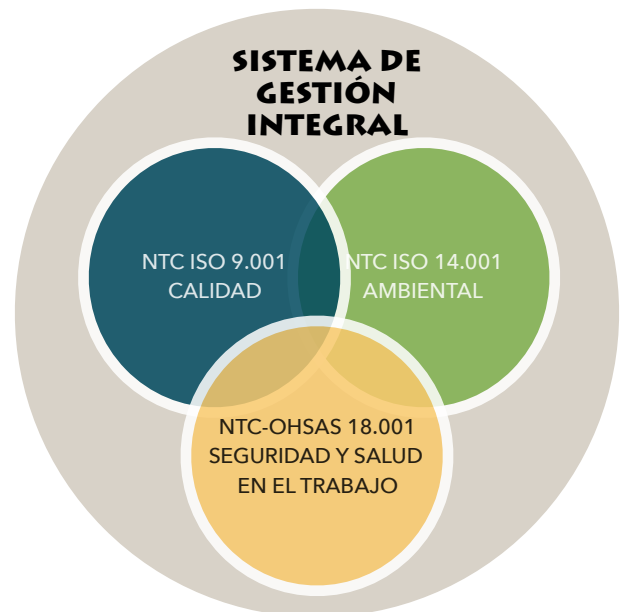 SISTEMA DE
GESTIÓN
INTEGRAL
NTC ISO 9.001
CALIDAD
NTC ISO 14.001
AMBIENTAL
NTC-OHSAS 18.001
SEGURIDAD Y SALUD
EN EL TRABAJO